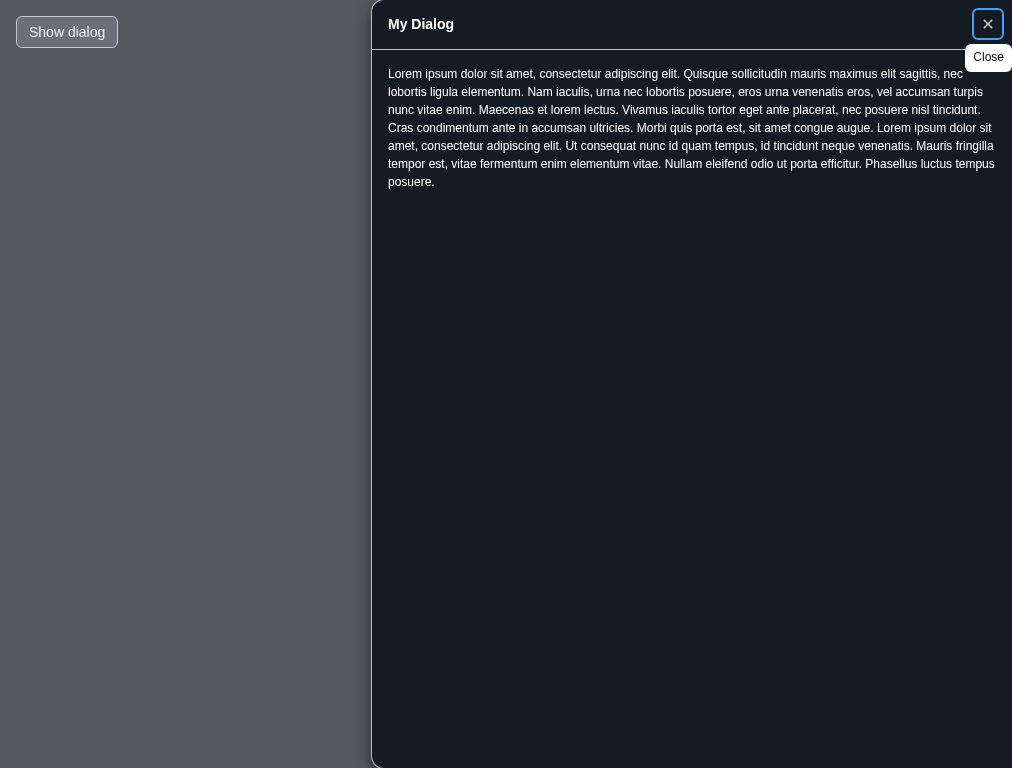 Show dialog
My Dialog
Close
Lorem ipsum dolor sit amet, consectetur adipiscing elit. Quisque sollicitudin mauris maximus elit sagittis, nec
lobortis ligula elementum. Nam iaculis, urna nec lobortis posuere, eros urna venenatis eros, vel accumsan turpis
nunc vitae enim. Maecenas et lorem lectus. Vivamus iaculis tortor eget ante placerat, nec posuere nisl tincidunt.
Cras condimentum ante in accumsan ultricies. Morbi quis porta est, sit amet congue augue. Lorem ipsum dolor sit
amet, consectetur adipiscing elit. Ut consequat nunc id quam tempus, id tincidunt neque venenatis. Mauris fringilla
tempor est, vitae fermentum enim elementum vitae. Nullam eleifend odio ut porta efficitur. Phasellus luctus tempus
posuere.